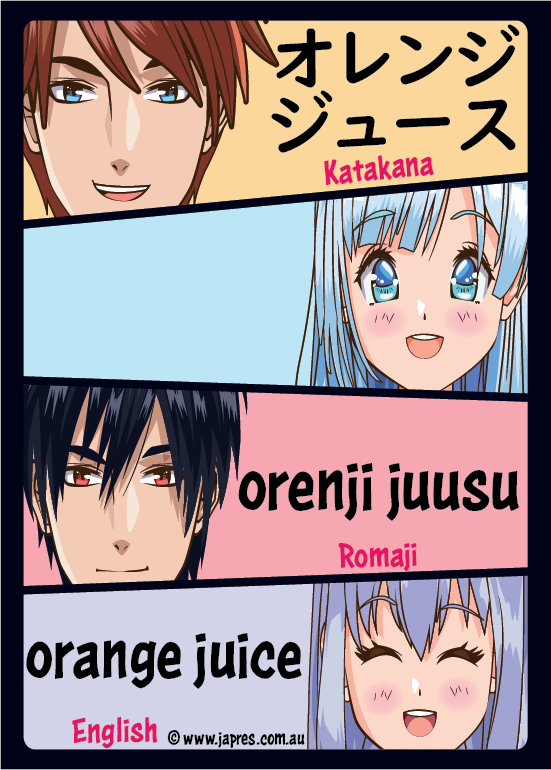 オレンジ
ジュース
Katakana
orenji juusu
Romaji
orange juice
English © www.japres.com.au